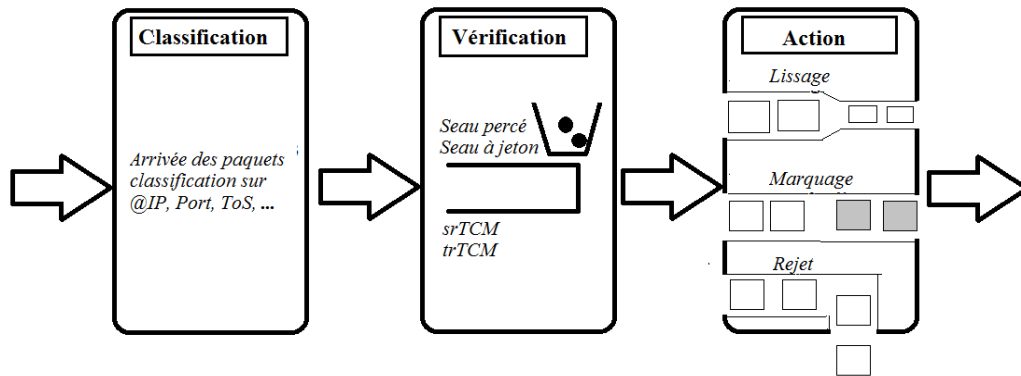 Classification
Arrivée des paquets
classification sur
@IP, Port, ToS, ...
Vérification
Seau percé
Seau à jeton
srTCM
trTCM
Action
Lissage
Marquage
Rejet